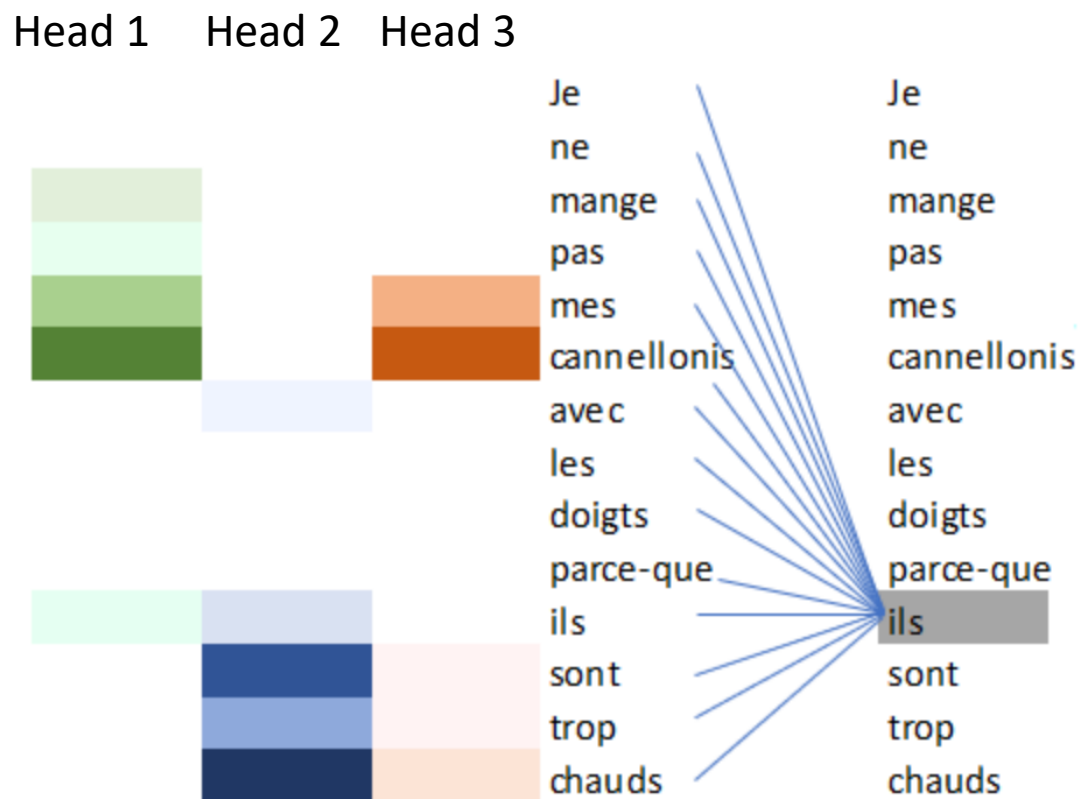 Head 1 Head 2 Head 3
Je Je
ne ne
mange mange
pas pas
mes mes
cannellonis cannellonis
avec avec
les les
doigts doigts
parce-que parce-que
ils ils
sont sont
trop trop
chauds chauds